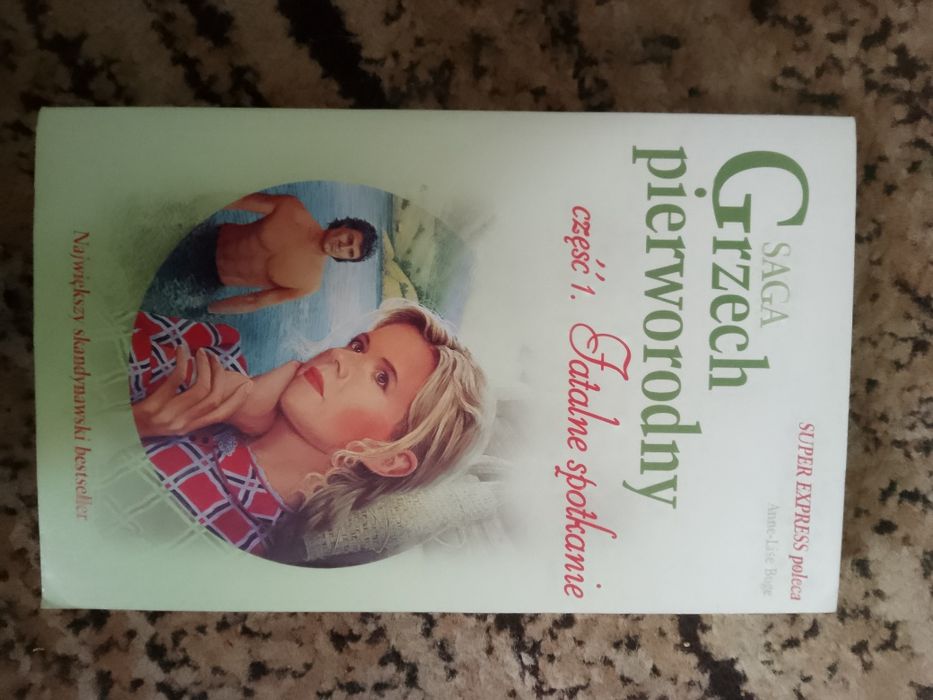 SUPER EXPRESS poleca
Anne-Lise Boge
SAGA
Grzech
pierworodny
część 1. Fatalne spotkanie
Największy skandynawski bestseller